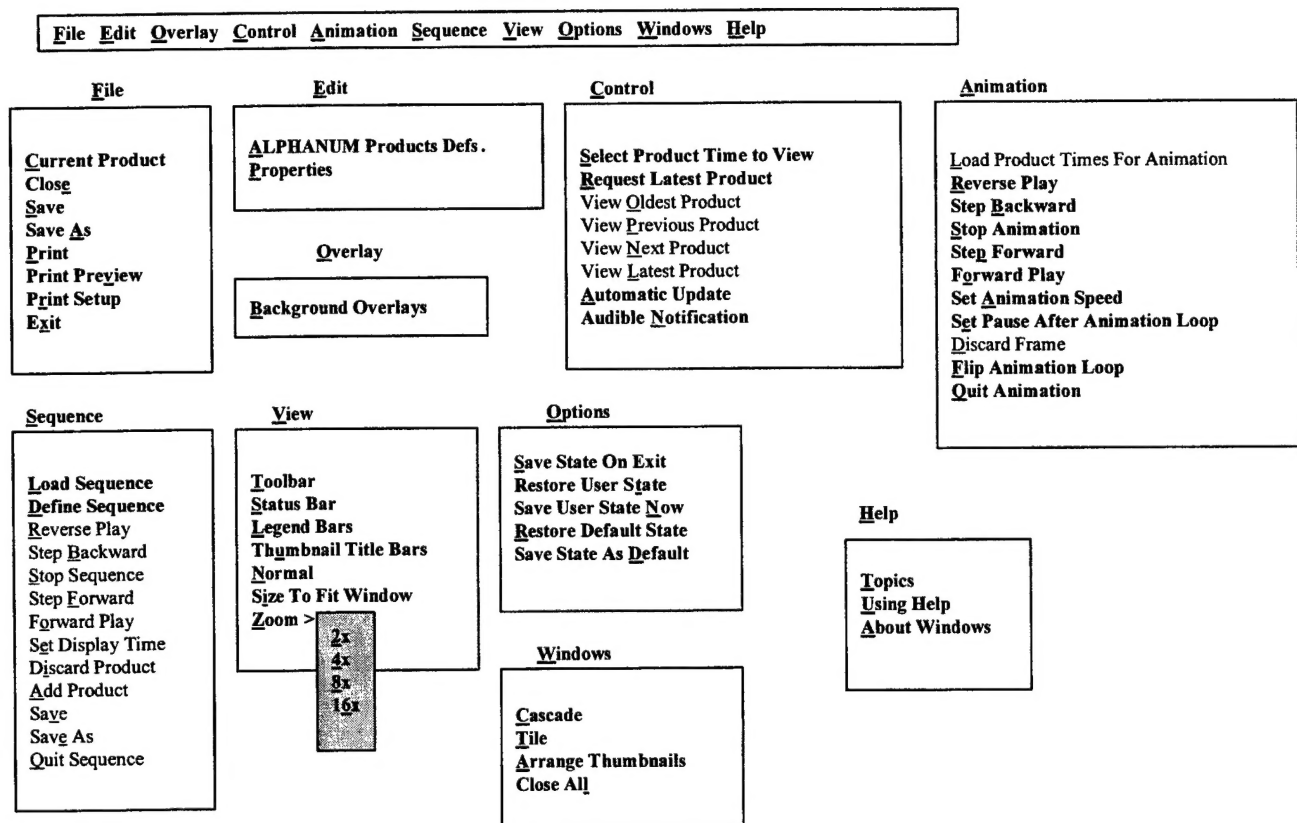 File Edit Overlay Control Animation Sequence View Options Windows Help
File
Current Product
Close
Save
Save As
Print
Print Preview
Print Setup
Exit
Edit
ALPHANUM Products Defs.
Properties
Overlay
Background Overlays
Control
Select Product Time to View
Request Latest Product
View Oldest Product
View Previous Product
View Next Product
View Latest Product
Automatic Update
Audible Notification
Animation
Load Product Times For Animation
Reverse Play
Step Backward
Stop Animation
Step Forward
Forward Play
Set Animation Speed
Set Pause After Animation Loop
Discard Frame
Flip Animation Loop
Quit Animation
Sequence
Load Sequence
Define Sequence
Reverse Play
Step Backward
Stop Sequence
Step Forward
Forward Play
Set Display Time
Discard Product
Add Product
Save
Save As
Quit Sequence
View
Toolbar
Status Bar
Legend Bars
Thumbnail Title Bars
Normal
Size To Fit Window
Zoom >
2x
4x
8x
16x
Options
Save State On Exit
Restore User State
Save User State Now
Restore Default State
Save State As Default
Windows
Cascade
Tile
Arrange Thumbnails
Close All
Help
Topics
Using Help
About Windows